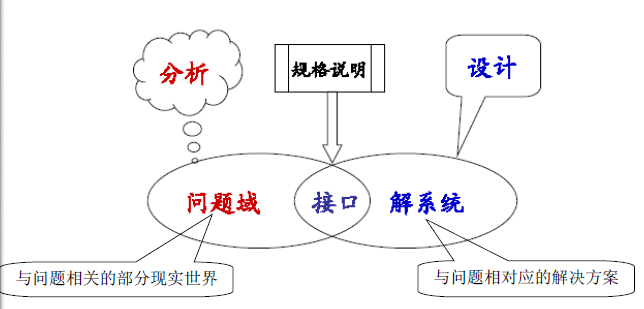 分析
规格说明
设计
问题域
接口
解系统
与问题相关的部分现实世界
与问题相对应的解决方案